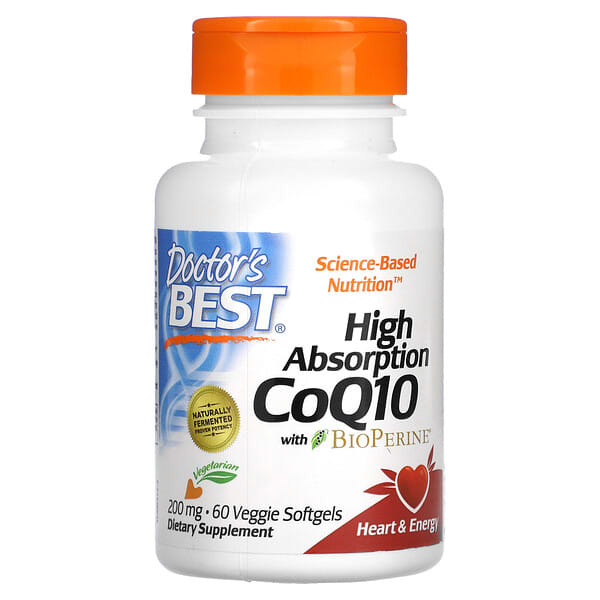 Doctor's
BEST®
Science-Based
Nutrition™
High
Absorption
CoQ10
with BioPerine®
NATURALLY
FERMENTED
PROVEN POTENCY
Vegetarian
200 mg • 60 Veggie Softgels
Dietary Supplement
Heart & Energy